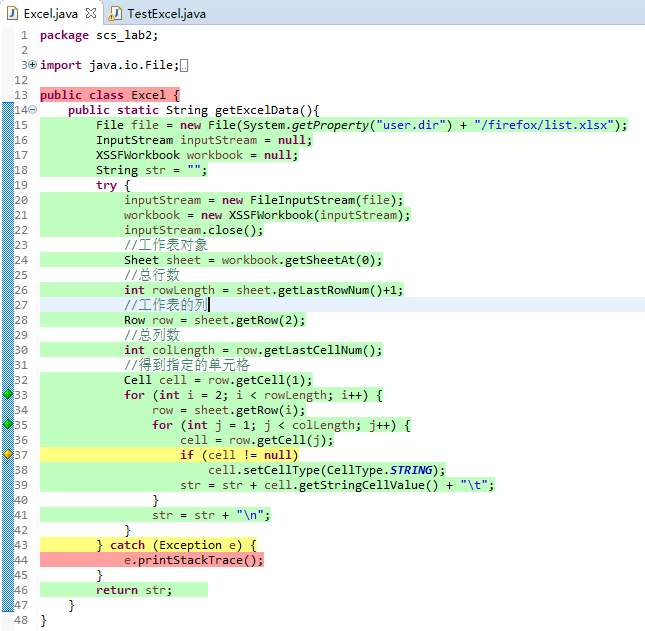 Excel.java TestExcel.java
1 package scs_lab2;
2
3 import java.io.File;
12
13 public class Excel {
14 public static String getExcelData(){
15 File file = new File(System.getProperty("user.dir") + "/firefox/list.xlsx");
16 InputStream inputStream = null;
17 XSSFWorkbook workbook = null;
18 String str = "";
19 try {
20 inputStream = new FileInputStream(file);
21 workbook = new XSSFWorkbook(inputStream);
22 inputStream.close();
23 //工作表对象
24 Sheet sheet = workbook.getSheetAt(0);
25 //总行数
26 int rowLength = sheet.getLastRowNum()+1;
27 //工作表的列
28 Row row = sheet.getRow(2);
29 //总列数
30 int colLength = row.getLastCellNum();
31 //得到指定的单元格
32 Cell cell = row.getCell(1);
33 for (int i = 2; i < rowLength; i++) {
34 row = sheet.getRow(i);
35 for (int j = 1; j < colLength; j++) {
36 cell = row.getCell(j);
37 if (cell != null)
38 cell.setCellType(CellType.STRING);
39 str = str + cell.getStringCellValue() + "\t";
40 }
41 str = str + "\n";
42 }
43 } catch (Exception e) {
44 e.printStackTrace();
45 }
46 return str;
47 }
48 }